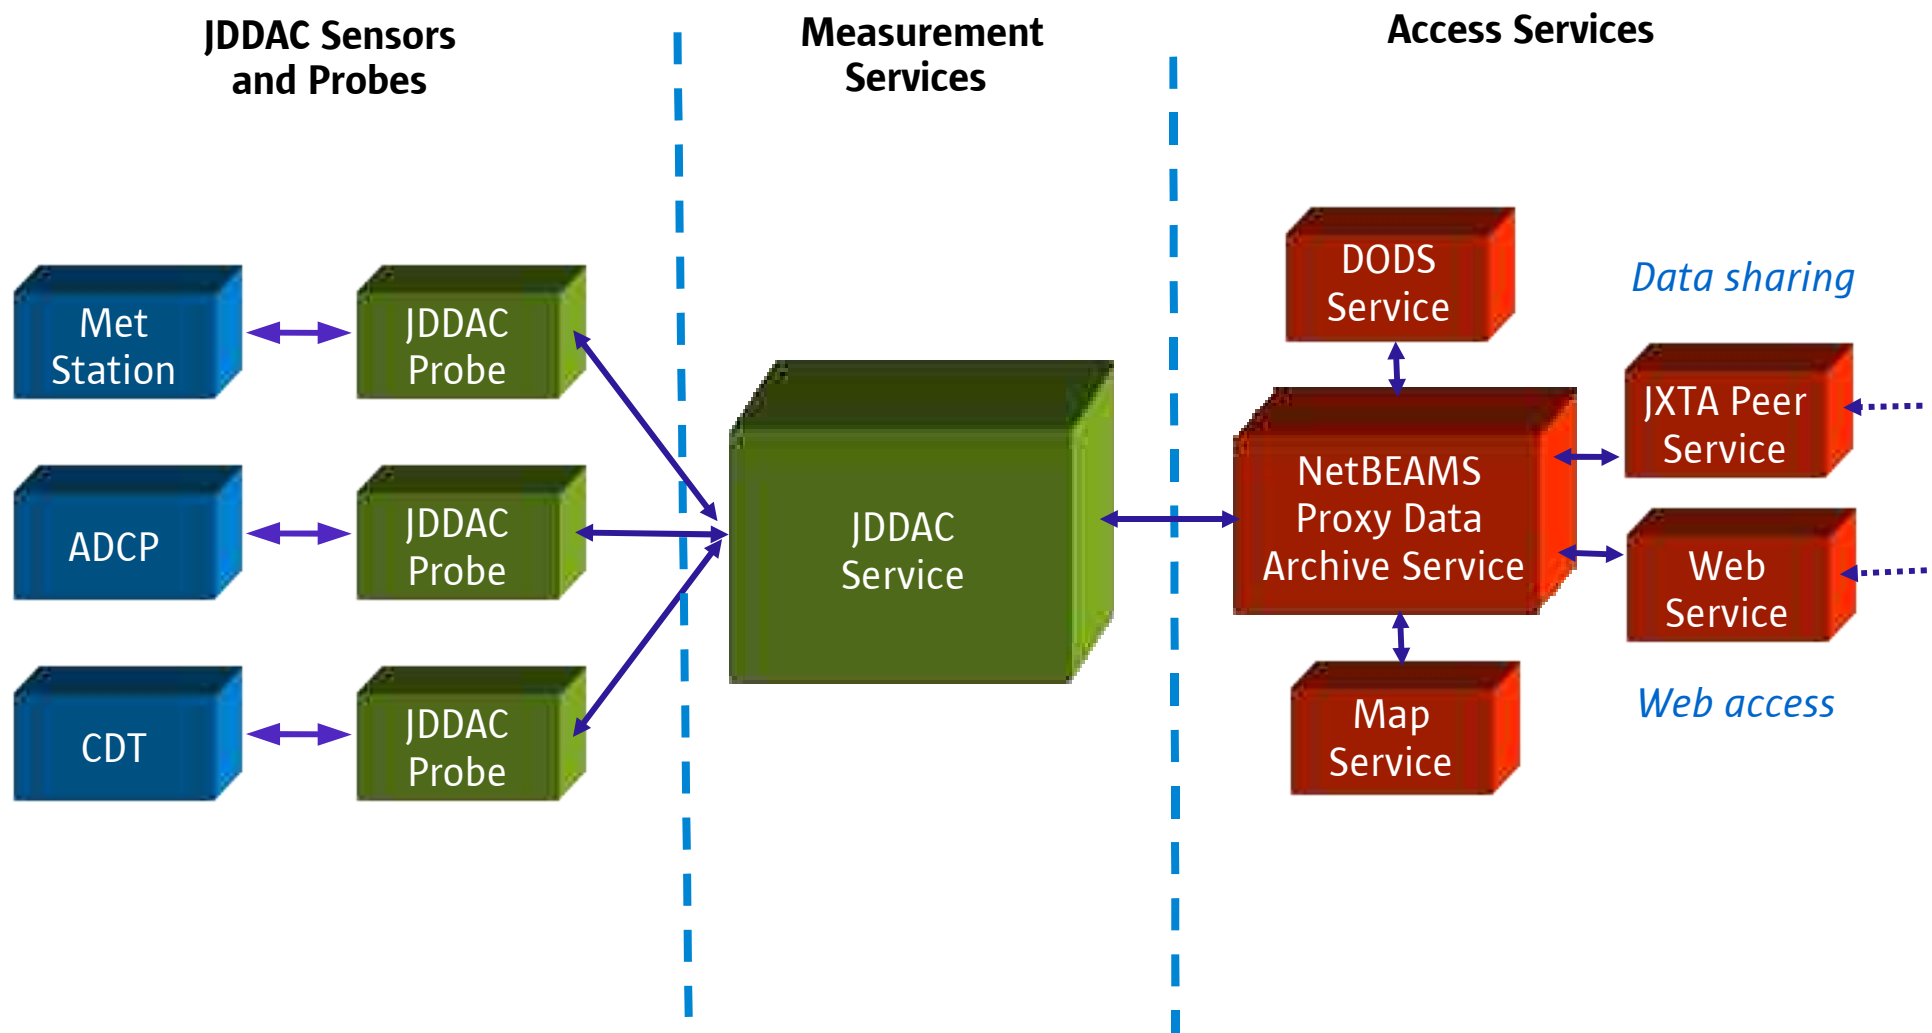 JDDAC Sensors
and Probes
Measurement
Services
Access Services
Met
Station
JDDAC
Probe
ADCP
JDDAC
Probe
CDT
JDDAC
Probe
JDDAC
Service
DODS
Service
Data sharing
JXTA Peer
Service
NetBEAMS
Proxy Data
Archive Service
Web
Service
Map
Service
Web access